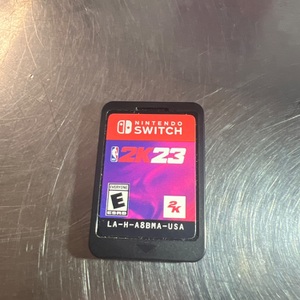 NINTENDO
SWITCH
NBA 2K23
EVERYONE
E
ESRB
2K
LA-H-A8BMA-USA